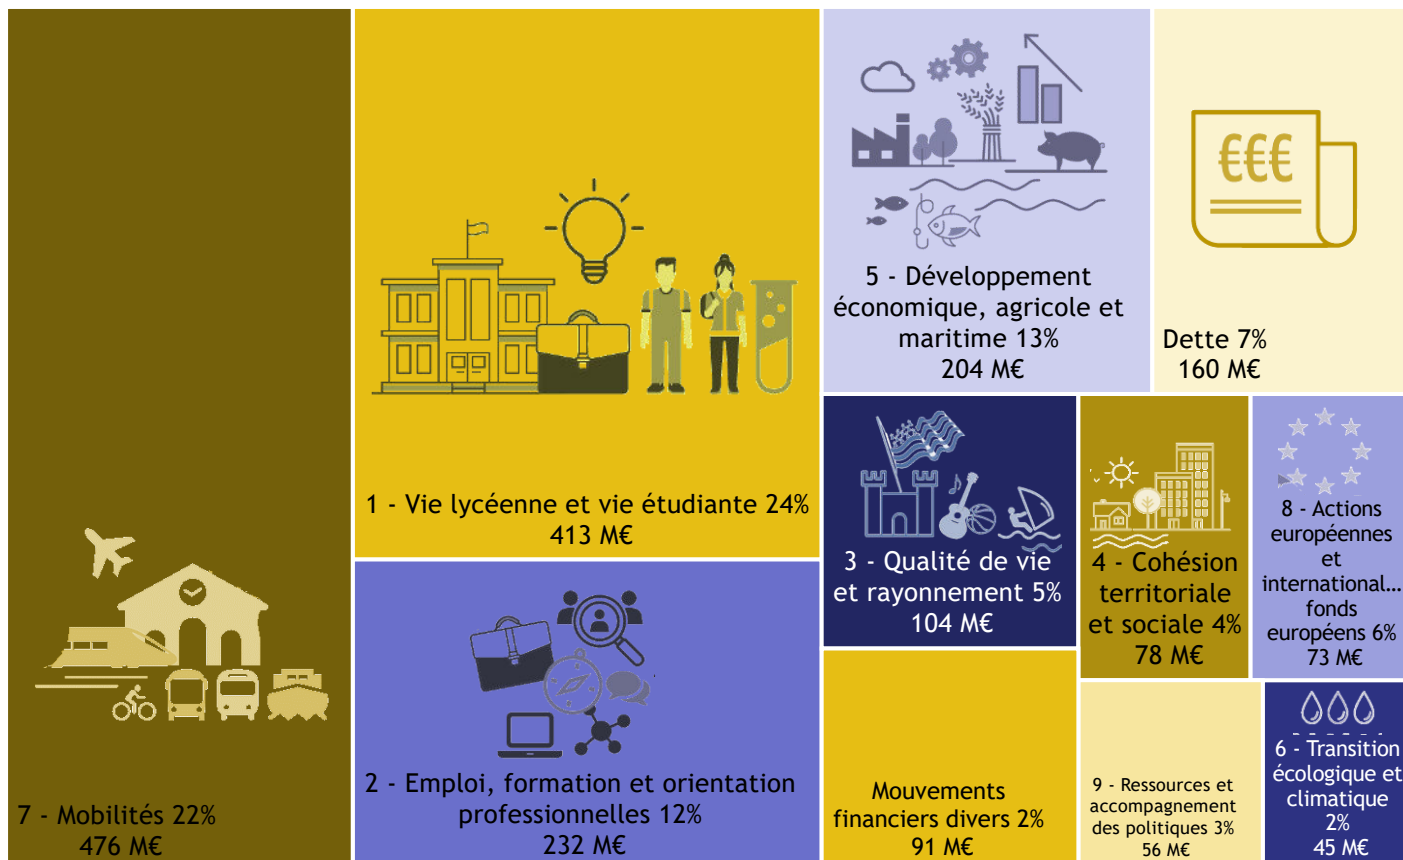 7 - Mobilités 22%
476 M€
1 - Vie lycéenne et vie étudiante 24%
413 M€
2 - Emploi, formation et orientation
professionnelles 12%
232 M€
5 - Développement
économique, agricole et
maritime 13%
204 M€
€€€
Dette 7%
160 M€
3 - Qualité de vie
et rayonnement 5%
104 M€
4 - Cohésion
territoriale
et sociale 4%
78 M€
8 - Actions
européennes
et
international...
fonds
européens 6%
73 M€
Mouvements
financiers divers 2%
91 M€
9 - Ressources et
accompagnement
des politiques 3%
56 M€
6 - Transition
écologique et
climatique
2%
45 M€